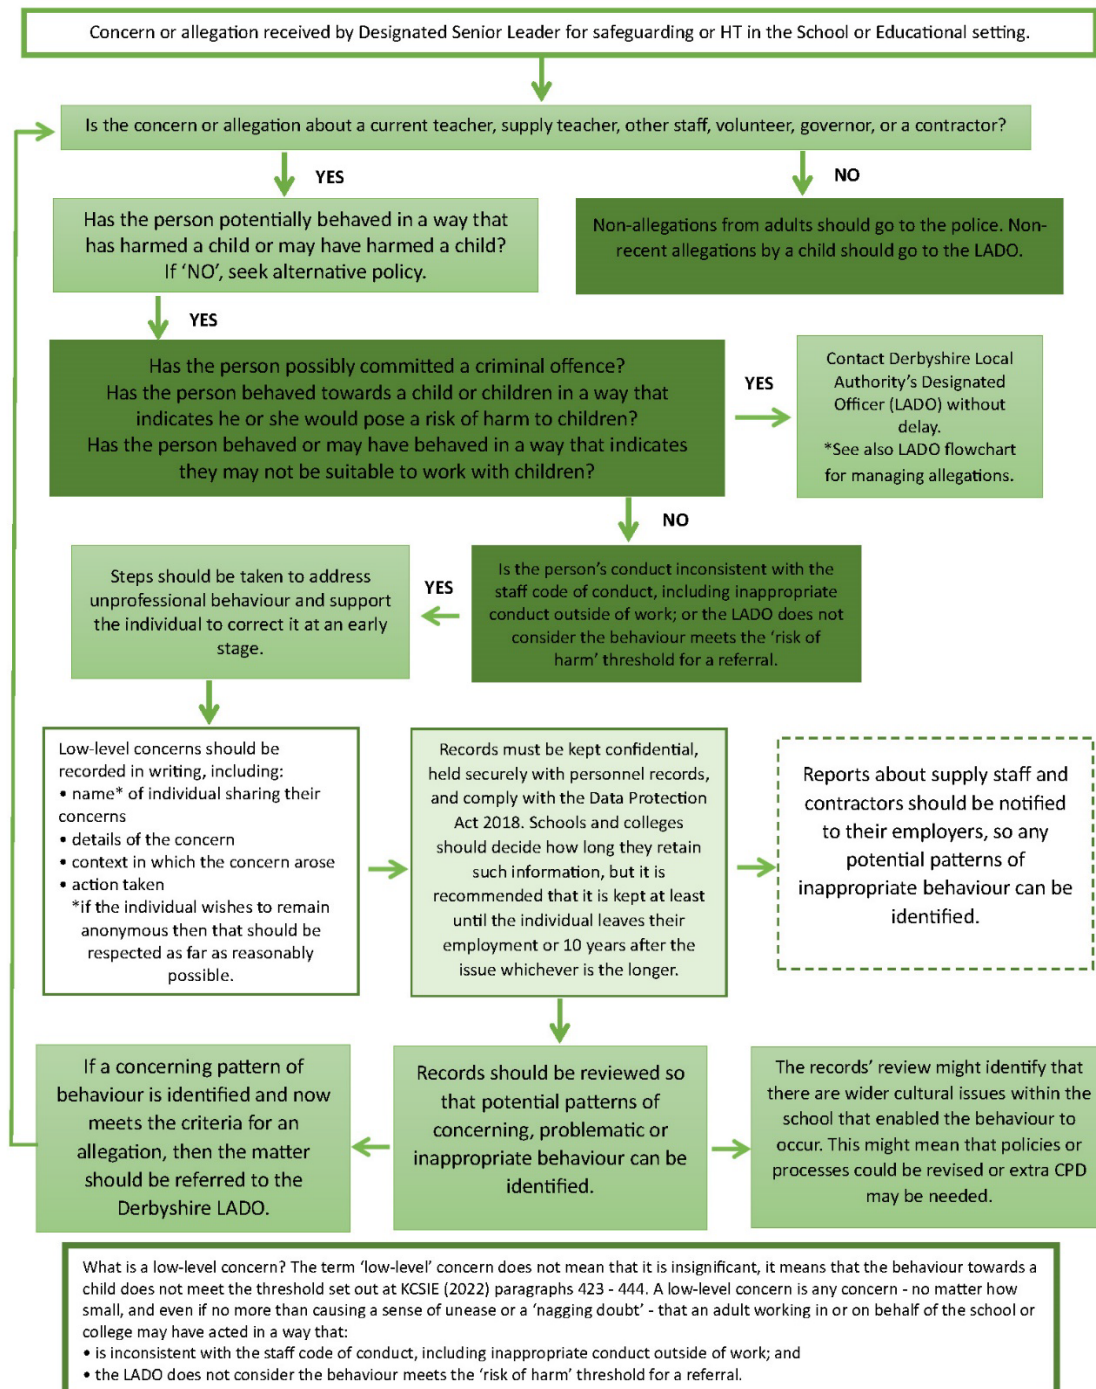 Concern or allegation received by Designated Senior Leader for safeguarding or HT in the School or Educational setting.
Is the concern or allegation about a current teacher, supply teacher, other staff, volunteer, governor, or a contractor?
YES
NO
Has the person potentially behaved in a way that
has harmed a child or may have harmed a child?
If ‘NO’, seek alternative policy.
Non-allegations from adults should go to the police. Non-
recent allegations by a child should go to the LADO.
YES
Has the person possibly committed a criminal offence?
Has the person behaved towards a child or children in a way that
indicates he or she would pose a risk of harm to children?
Has the person behaved or may have behaved in a way that indicates
they may not be suitable to work with children?
YES
Contact Derbyshire Local
Authority’s Designated
Officer (LADO) without
delay.
*See also LADO flowchart
for managing allegations.
NO
Is the person’s conduct inconsistent with the
staff code of conduct, including inappropriate
conduct outside of work; or the LADO does not
consider the behaviour meets the ‘risk of
harm’ threshold for a referral.
YES
Steps should be taken to address
unprofessional behaviour and support
the individual to correct it at an early
stage.
Low-level concerns should be
recorded in writing, including:
• name* of individual sharing their
concerns
• details of the concern
• context in which the concern arose
• action taken
*if the individual wishes to remain
anonymous then that should be
respected as far as reasonably
possible.
Records must be kept confidential,
held securely with personnel records,
and comply with the Data Protection
Act 2018. Schools and colleges
should decide how long they retain
such information, but it is
recommended that it is kept at least
until the individual leaves their
employment or 10 years after the
issue whichever is the longer.
Reports about supply staff and
contractors should be notified
to their employers, so any
potential patterns of
inappropriate behaviour can be
identified.
If a concerning pattern of
behaviour is identified and now
meets the criteria for an
allegation, then the matter
should be referred to the
Derbyshire LADO.
Records should be reviewed so
that potential patterns of
concerning, problematic or
inappropriate behaviour can be
identified.
The records’ review might identify that
there are wider cultural issues within the
school that enabled the behaviour to
occur. This might mean that policies or
processes could be revised or extra CPD
may be needed.
What is a low-level concern? The term ‘low-level’ concern does not mean that it is insignificant, it means that the behaviour towards a
child does not meet the threshold set out at KCSIE (2022) paragraphs 423 - 444. A low-level concern is any concern - no matter how
small, and even if no more than causing a sense of unease or a ‘nagging doubt’ - that an adult working in or on behalf of the school or
college may have acted in a way that:
• is inconsistent with the staff code of conduct, including inappropriate conduct outside of work; and
• the LADO does not consider the behaviour meets the ‘risk of harm’ threshold for a referral.